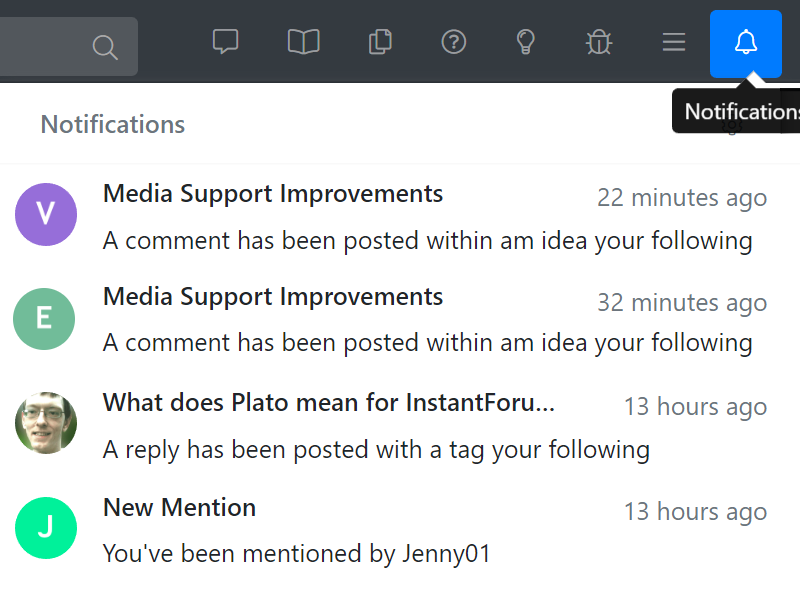 Notifications
Notifications
V
Media Support Improvements
22 minutes ago
A comment has been posted within am idea your following
E
Media Support Improvements
32 minutes ago
A comment has been posted within am idea your following
What does Plato mean for InstantForu...
13 hours ago
A reply has been posted with a tag your following
J
New Mention
13 hours ago
You've been mentioned by Jenny01